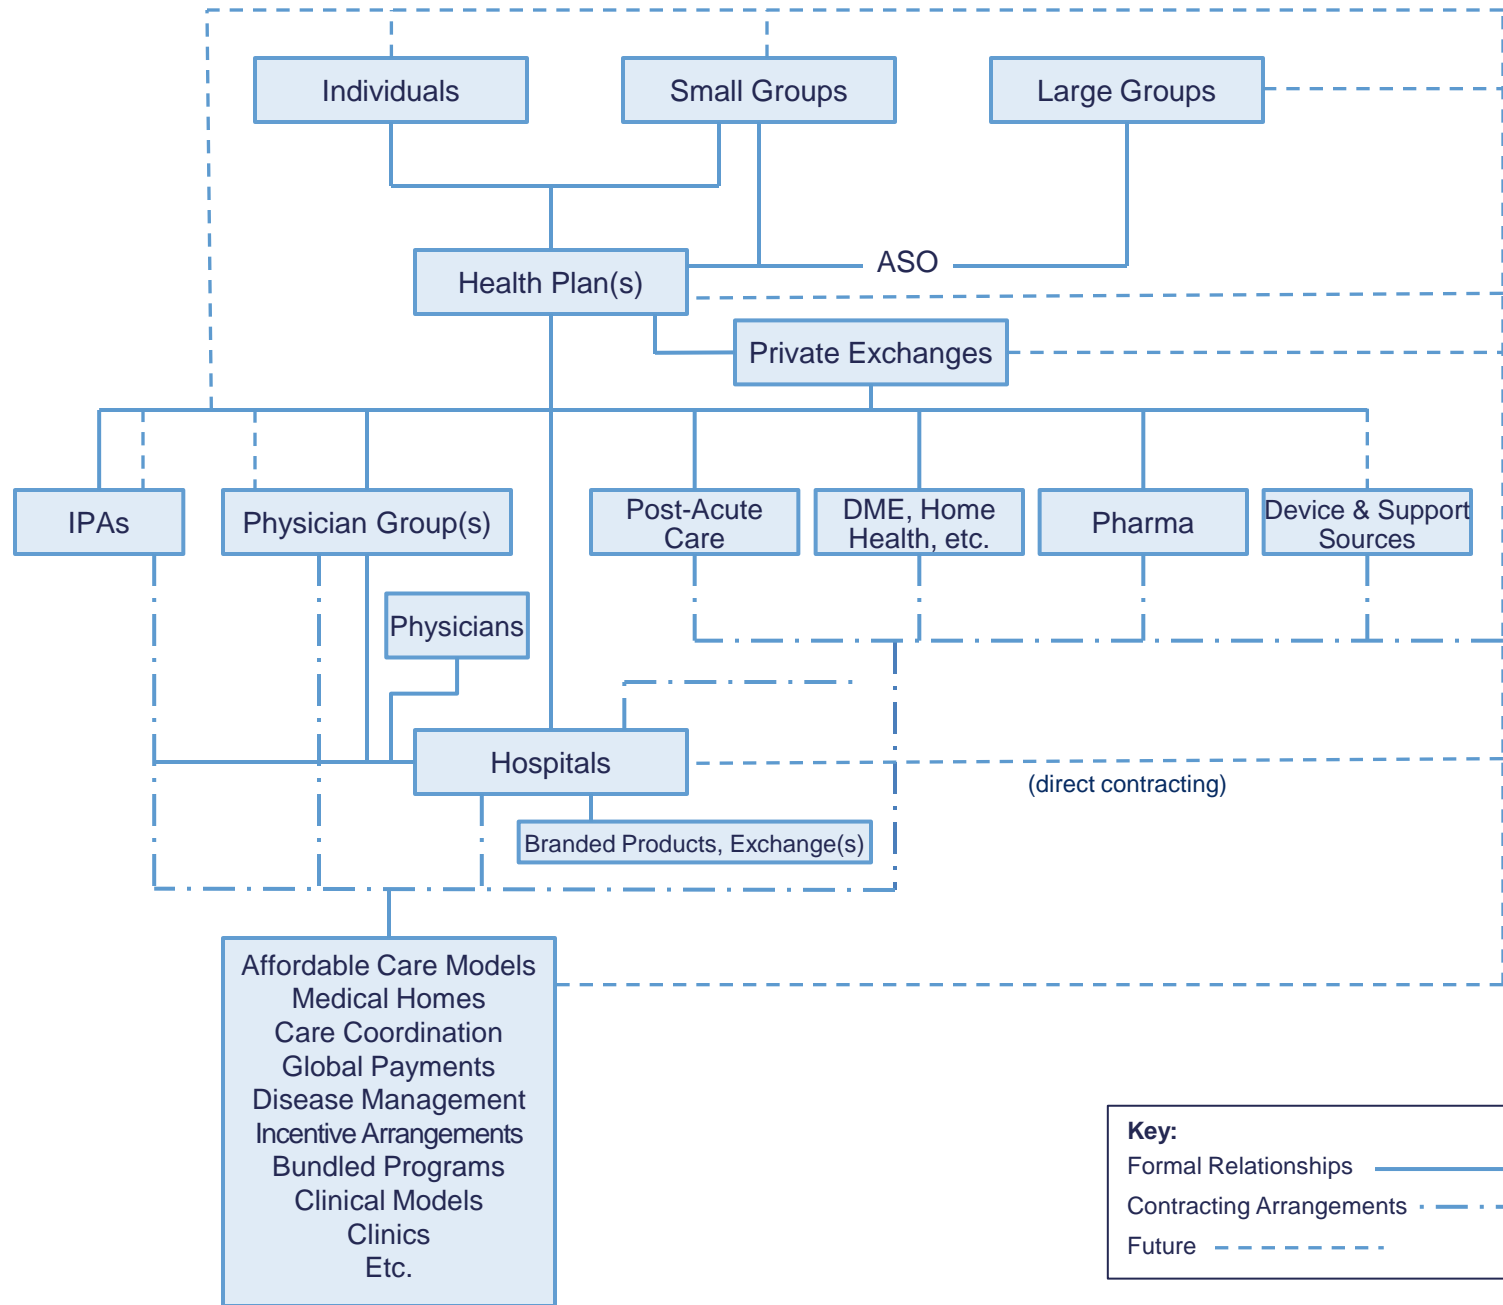 Individuals
Small Groups
Large Groups
ASO
Health Plan(s)
Private Exchanges
IPAs
Physician Group(s)
Post-Acute
Care
DME, Home
Health, etc.
Pharma
Device & Support
Sources
Physicians
Hospitals
(direct contracting)
Branded Products, Exchange(s)
Affordable Care Models
Medical Homes
Care Coordination
Global Payments
Disease Management
Incentive Arrangements
Bundled Programs
Clinical Models
Clinics
Etc.
Key:
Formal Relationships
Contracting Arrangements
Future